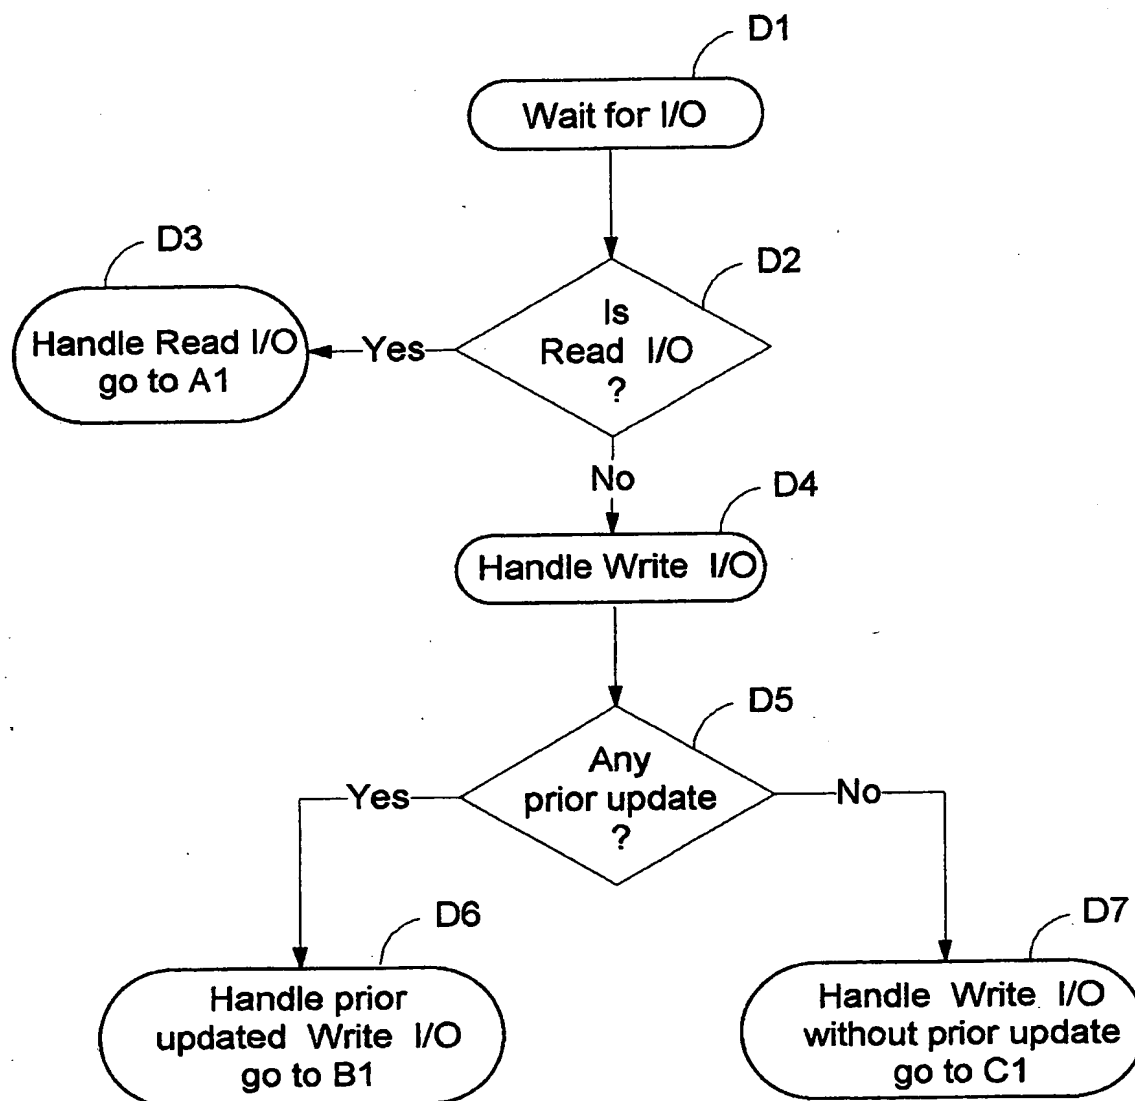 D1
Wait for I/O
D3
D2
Handle Read I/O
go to A1
Yes
Is
Read I/O
?
No
D4
Handle Write I/O
D5
Any
prior update
?
Yes
No
D6
D7
Handle prior
updated Write I/O
go to B1
Handle Write I/O
without prior update
go to C1